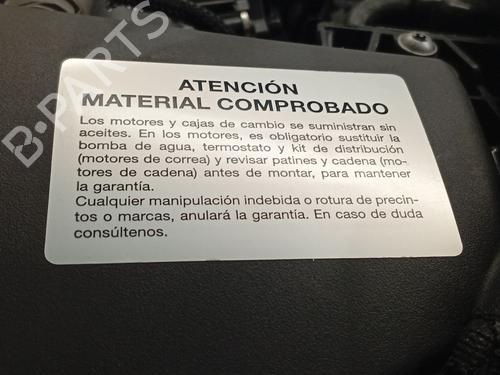 B-PARTS
ATENCIÓN
MATERIAL COMPROBADO
Los motores y cajas de cambio se suministran sin
aceites. En los motores, es obligatorio sustituir la
bomba de agua, termostato y kit de distribución
(motores de correa) y revisar patines y cadena (mo-
tores de cadena) antes de montar, para mantener
la garantía.
Cualquier manipulación indebida o rotura de precin-
tos o marcas, anulará la garantía. En caso de duda
consúltenos.